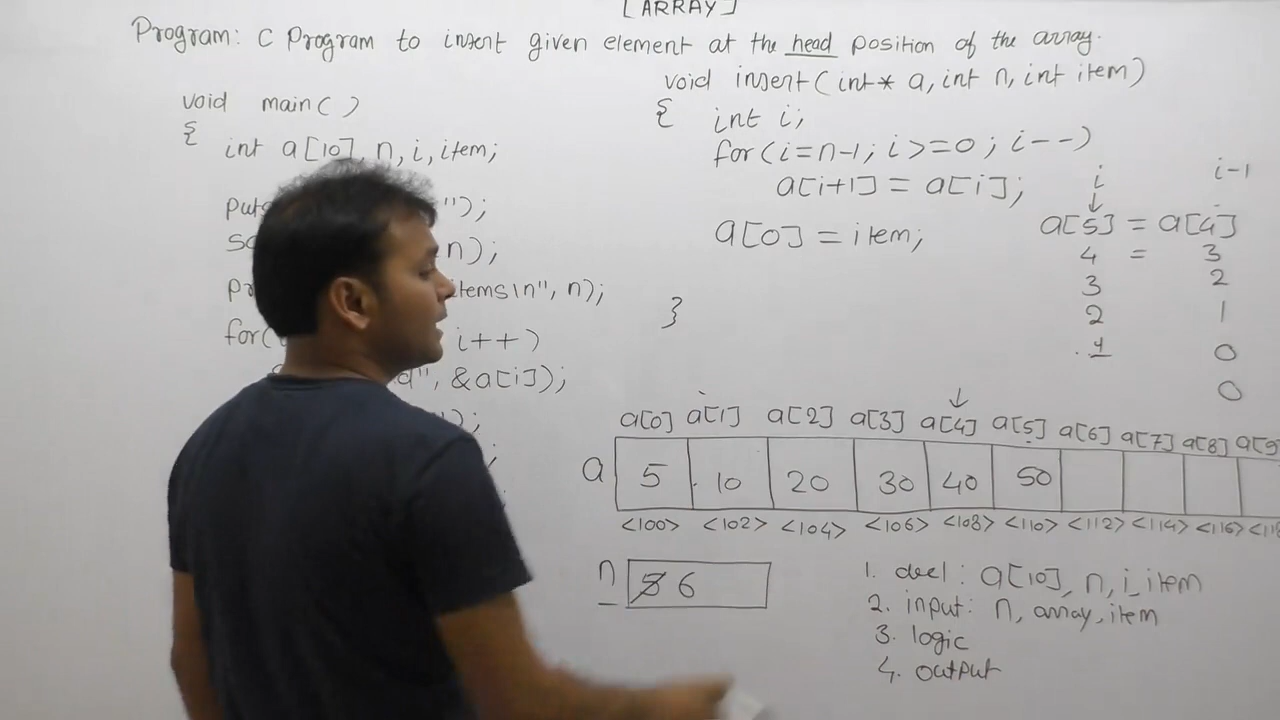 [ARRAY]
Program: C Program to insert given element at the head position of the array.
void main( )
{
int a[10], n, i, item;
");
n);
items\n", n);
for(
i++)
d", &a[i]);
);
;
;
void insert(int* a, int n, int item)
{ int i;
for(i=n-1; i>=0; i--)
a[i+1] = a[i];
a[0] = item;
}
i i-1
↓
a[5] = a[4]
4 = 3
3 2
2 1
1 0
0
↓
a[0] a[1] a[2] a[3] a[4] a[5] a[6] a[7] a[8] a[9
a 5 10 20 30 40 50
<100> <102> <104> <106> <108> <110> <112> <114> <116> <118
n 5 6
1. decl: a[10], n, i, item
2. input: n, array, item
3. logic
4. output